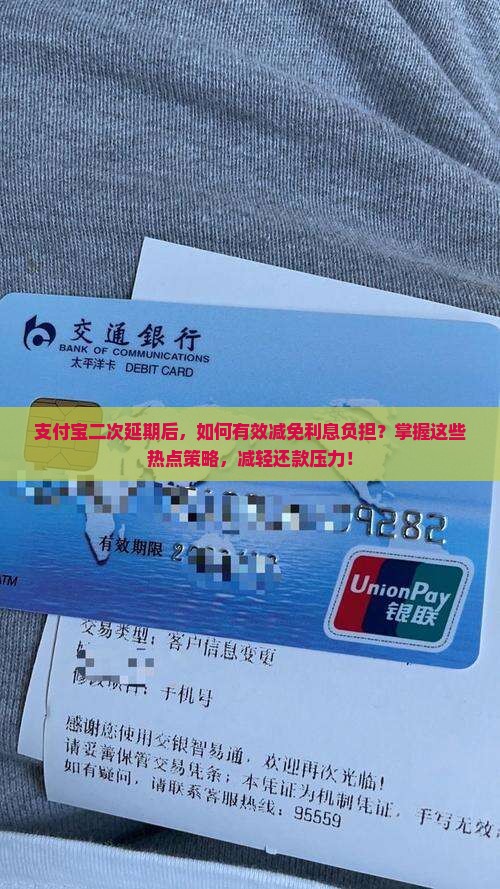 交通銀行
BANK OF COMMUNICATIONS
太平洋卡 DEBIT CARD
支付宝二次延期后，如何有效减免利息负担？掌握这些
热点策略，减轻还款压力！
9282
有效期限
ATM
UnionPay
银联
交易类型：客户信息变更
手机号
感谢您使用交银智易通，欢迎再次光临！
请妥善保管交易凭条；本凭证为机制凭证，手写无效
如有疑问，请联系客服热线：95559